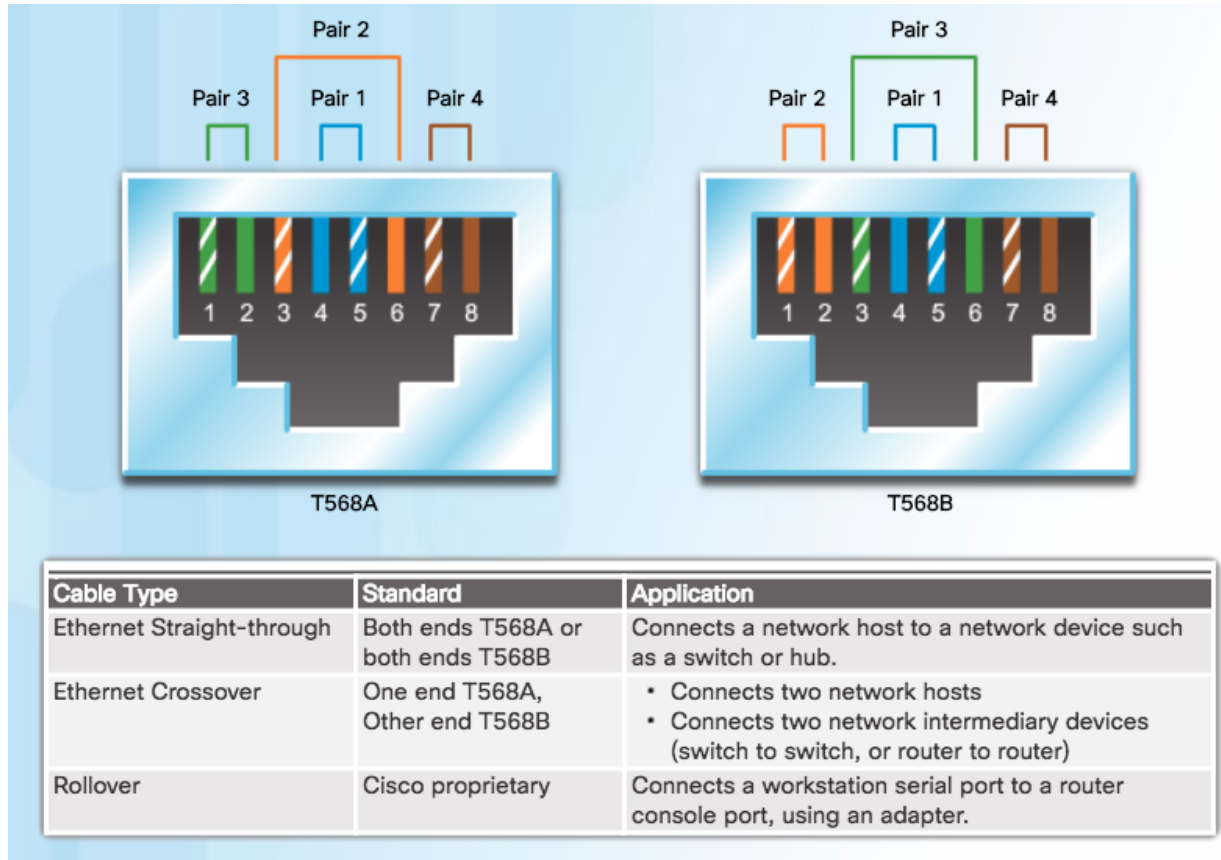 Pair 2
Pair 3 Pair 1 Pair 4
1 2 3 4 5 6 7 8
T568A
Pair 3
Pair 2 Pair 1 Pair 4
1 2 3 4 5 6 7 8
T568B
Cable Type Standard Application
Ethernet Straight-through Both ends T568A or Connects a network host to a network device such
both ends T568B as a switch or hub.
Ethernet Crossover One end T568A, • Connects two network hosts
Other end T568B • Connects two network intermediary devices
(switch to switch, or router to router)
Rollover Cisco proprietary Connects a workstation serial port to a router
console port, using an adapter.